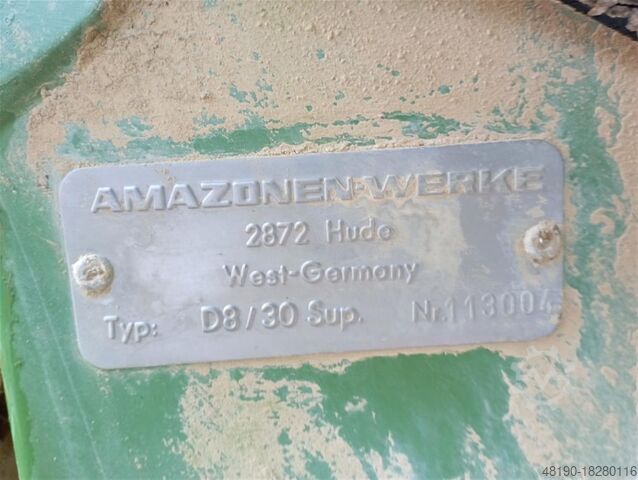 AMAZONEN-WERKE
2872 Hude
West-Germany
Typ: D8/30 Sup. Nr. 113004
48190-18280116